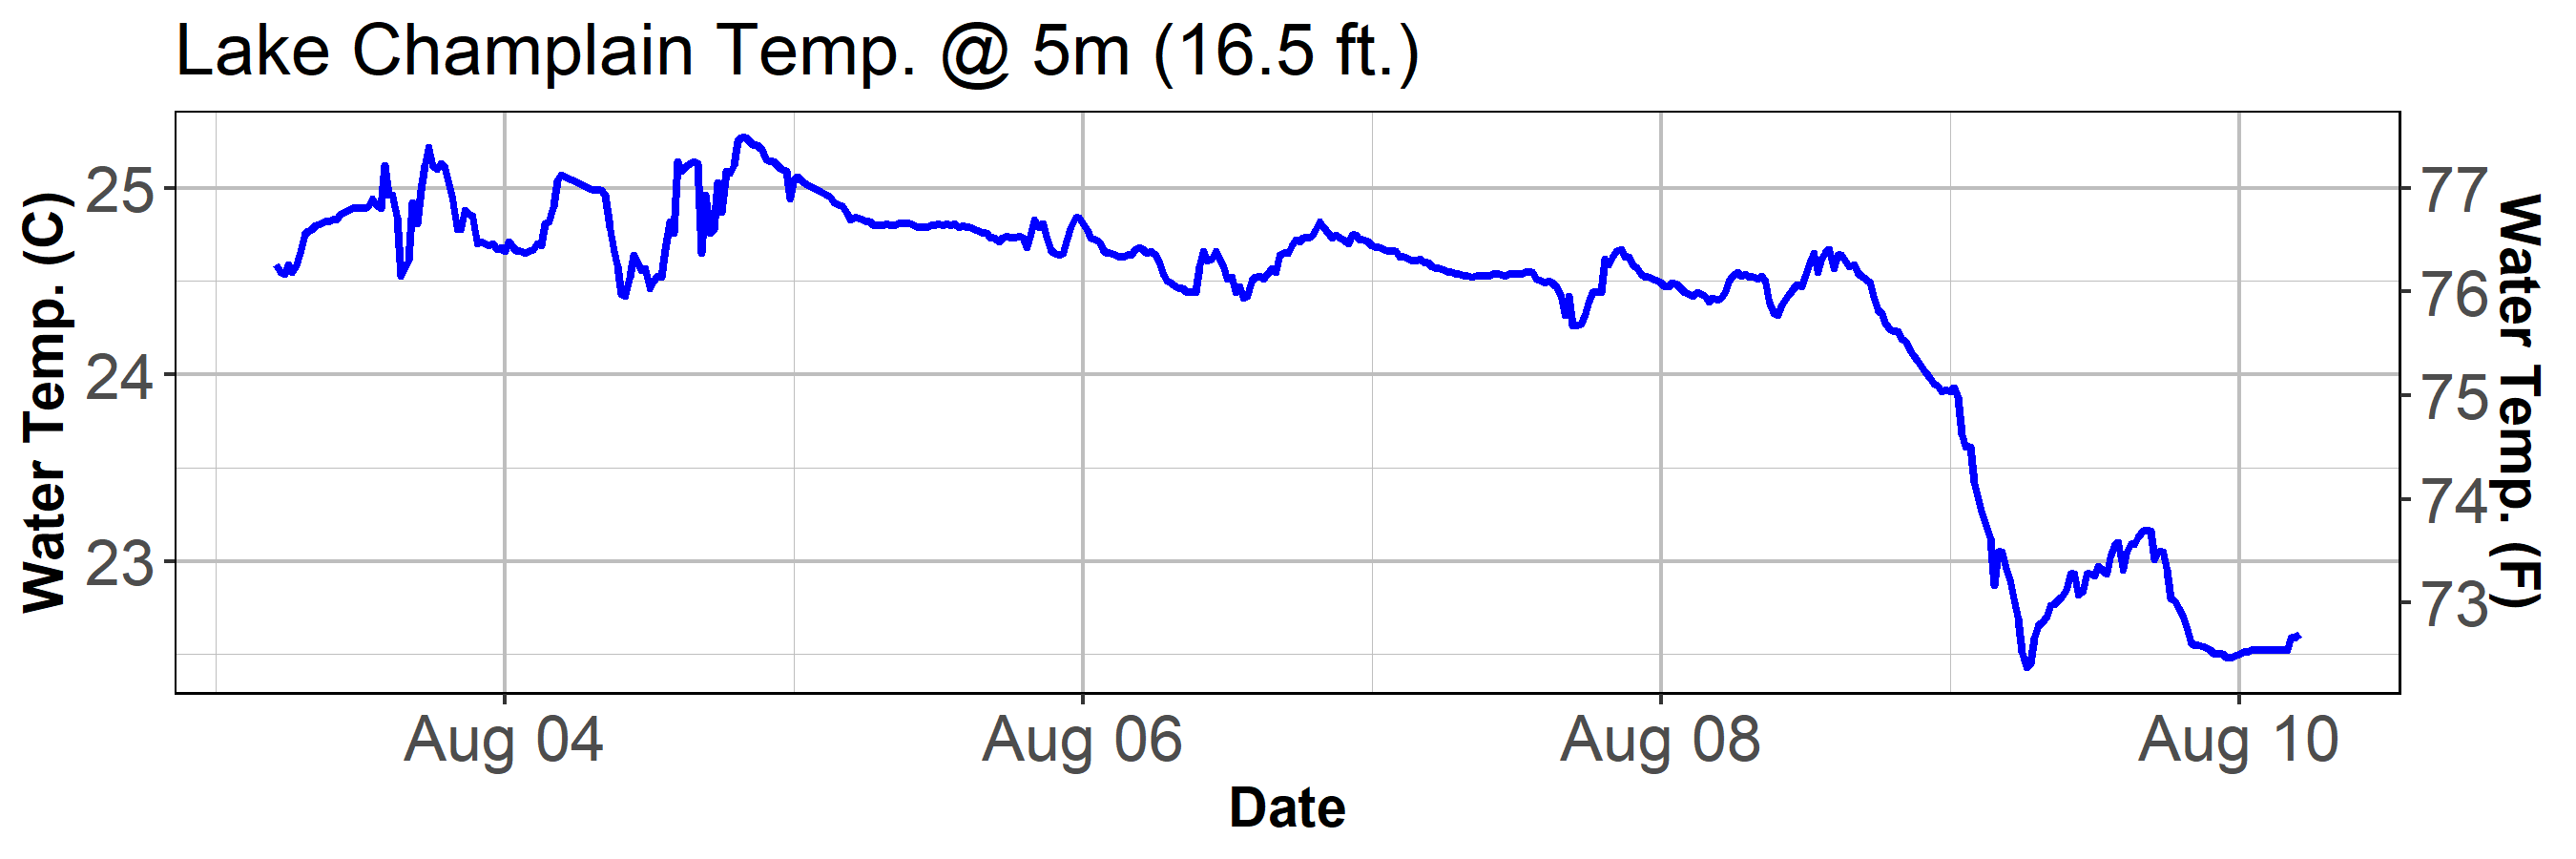 Lake Champlain Temp. @ 5m (16.5 ft.)
Water Temp. (C)
25
24
23
77
76
75
74
73
Water Temp. (F)
Aug 04
Aug 06
Aug 08
Aug 10
Date